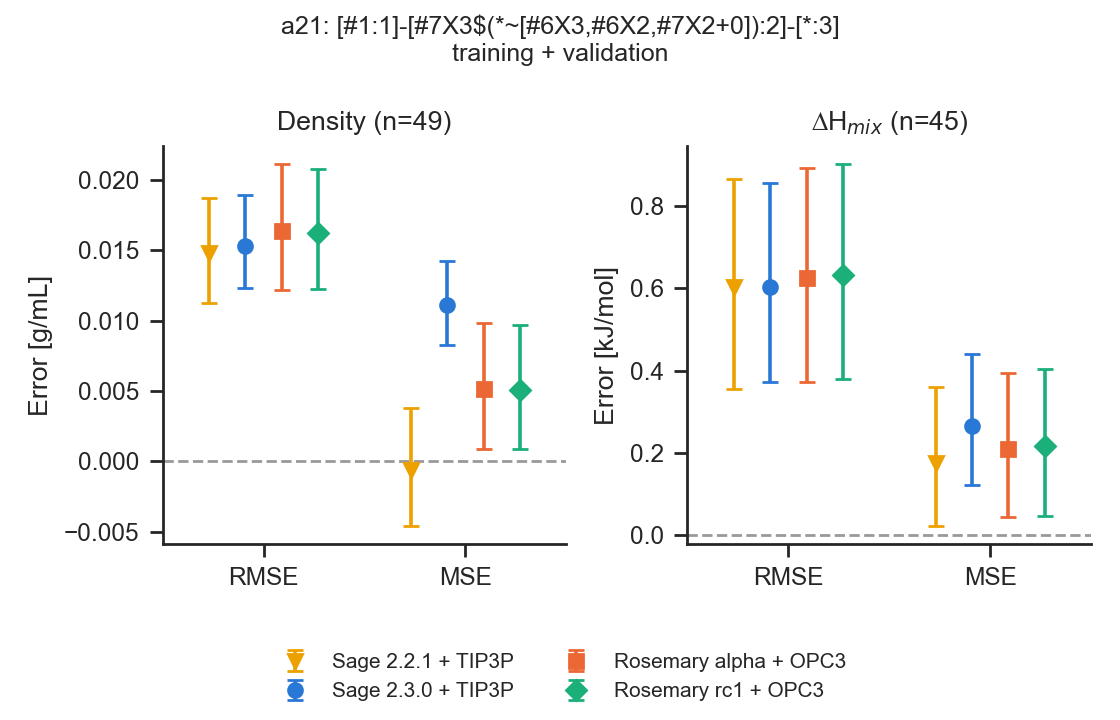 a21: [#1:1]-[#7X3$(*~[#6X3,#6X2,#7X2+0]):2]-[*:3]
training + validation
Density (n=49)
ΔHmix (n=45)
Error [g/mL]
0.020
0.015
0.010
0.005
0.000
−0.005
RMSE
MSE
Error [kJ/mol]
0.8
0.6
0.4
0.2
0.0
RMSE
MSE
Sage 2.2.1 + TIP3P
Sage 2.3.0 + TIP3P
Rosemary alpha + OPC3
Rosemary rc1 + OPC3